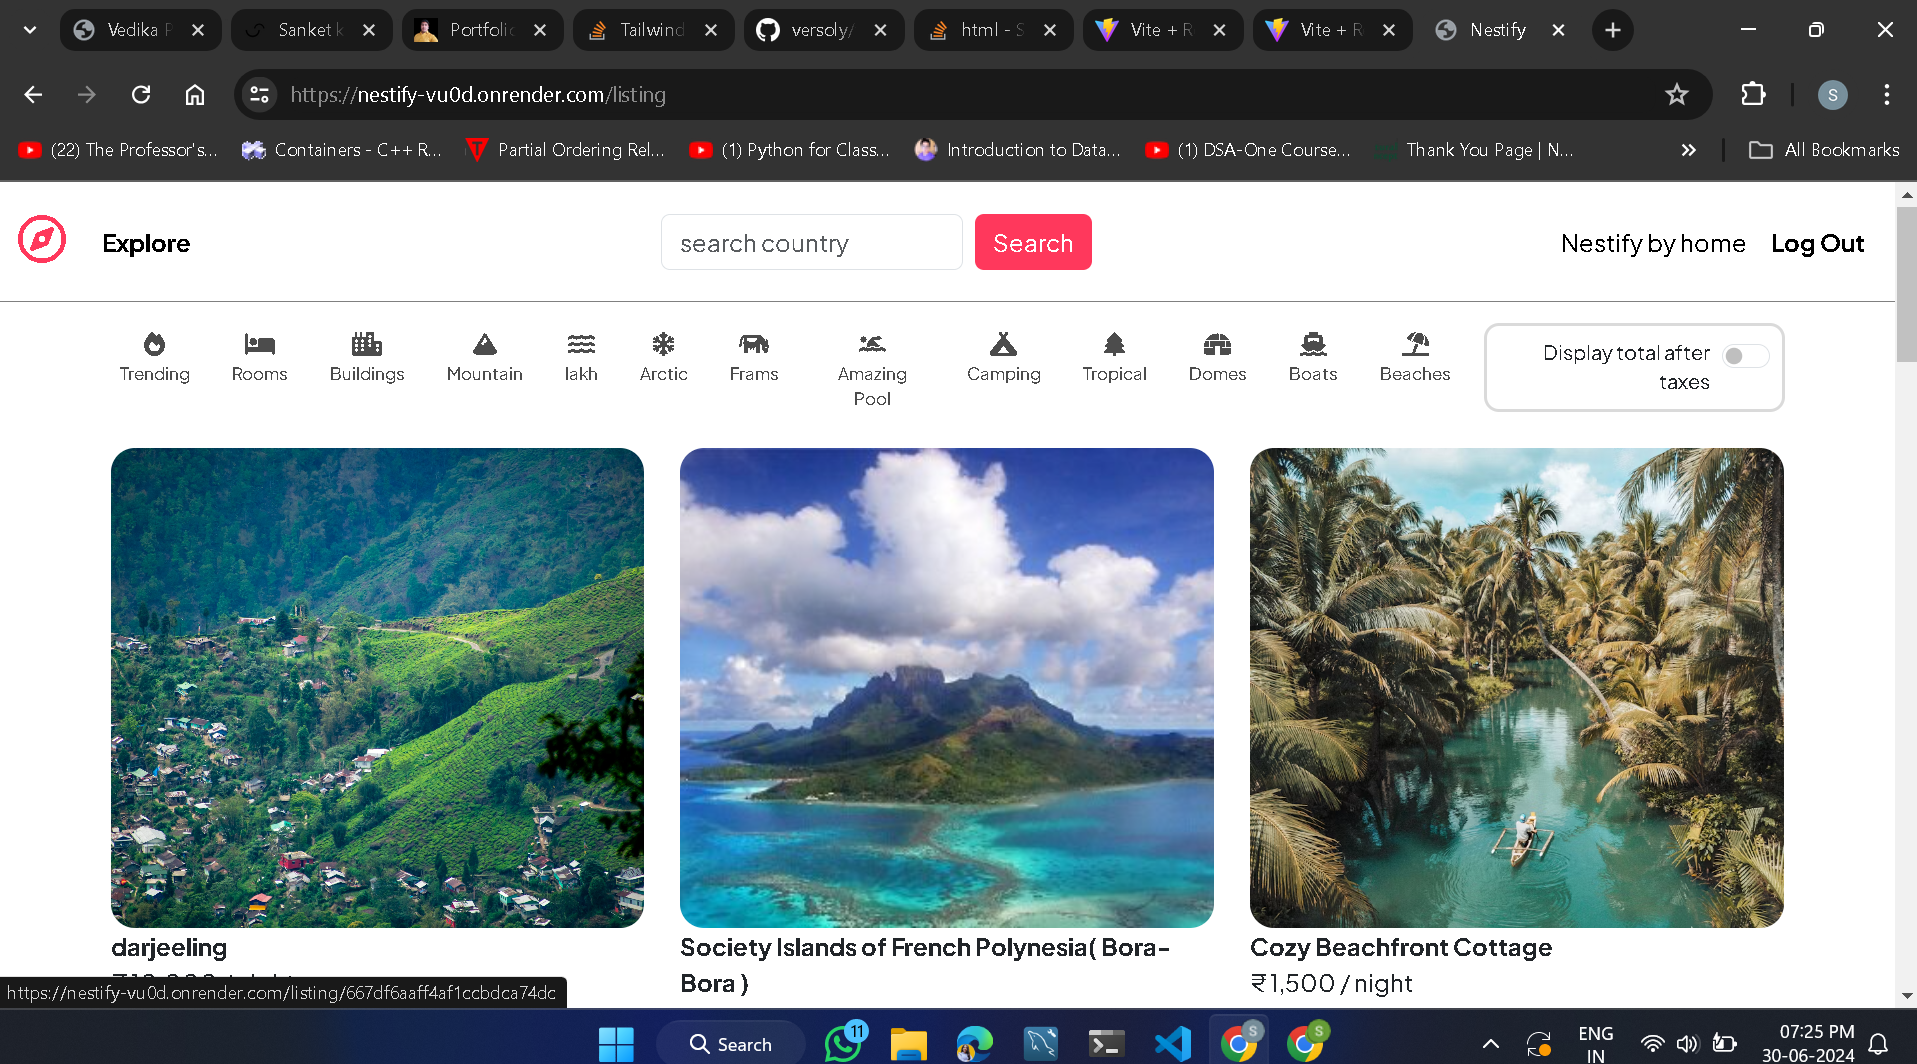 Vedika P
Sanket k
Portfolic
Tailwind
versoly/
html - S
Vite + R
Vite + R
Nestify
https://nestify-vu0d.onrender.com/listing
S
(22) The Professor's...
Containers - C++ R...
Partial Ordering Rel...
(1) Python for Class...
Introduction to Data...
(1) DSA-One Course...
Thank You Page | N...
All Bookmarks
Explore
search country
Search
Nestify by home
Log Out
Trending
Rooms
Buildings
Mountain
lakh
Arctic
Frams
Amazing
Pool
Camping
Tropical
Domes
Boats
Beaches
Display total after
taxes
darjeeling
Society Islands of French Polynesia( Bora-
Bora )
Cozy Beachfront Cottage
₹1,500 / night
https://nestify-vu0d.onrender.com/listing/667df6aaff4af1ccbdca74dc
Search
11
S
S
ENG
IN
07:25 PM
30-06-2024